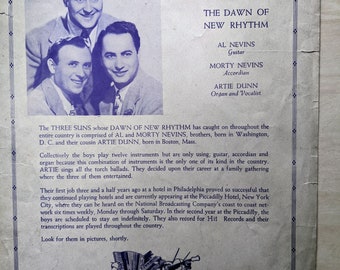 THE DAWN OF
NEW RHYTHM
AL NEVINS
Guitar
MORTY NEVINS
Accordian
ARTIE DUNN
Organ and Vocalist
The THREE SUNS whose DAWN OF NEW RHYTHM has caught on throughout the
entire country is comprised of AL and MORTY NEVINS, brothers, born in Washington,
D. C. and their cousin ARTIE DUNN, born in Boston, Mass.
Collectively the boys play twelve instruments but are only using, guitar, accordian and
organ because this combination of instruments is the only one of its kind in the country.
ARTIE sings all the torch ballads. They decided upon their career at a family gathering
where the three of them entertained.
Their first job three and a half years ago at a hotel in Philadelphia proved so successful that
they continued playing hotels and are currently appearing at the Piccadilly Hotel, New York
City, where they can be heard on the National Broadcasting Company's coast to coast net-
work six times weekly, Monday through Saturday. In their second year at the Piccadilly, the
boys are scheduled to stay on indefinitely. They also record for Hit Records and their
transcriptions are played throughout the country.
Look for them in pictures, shortly.